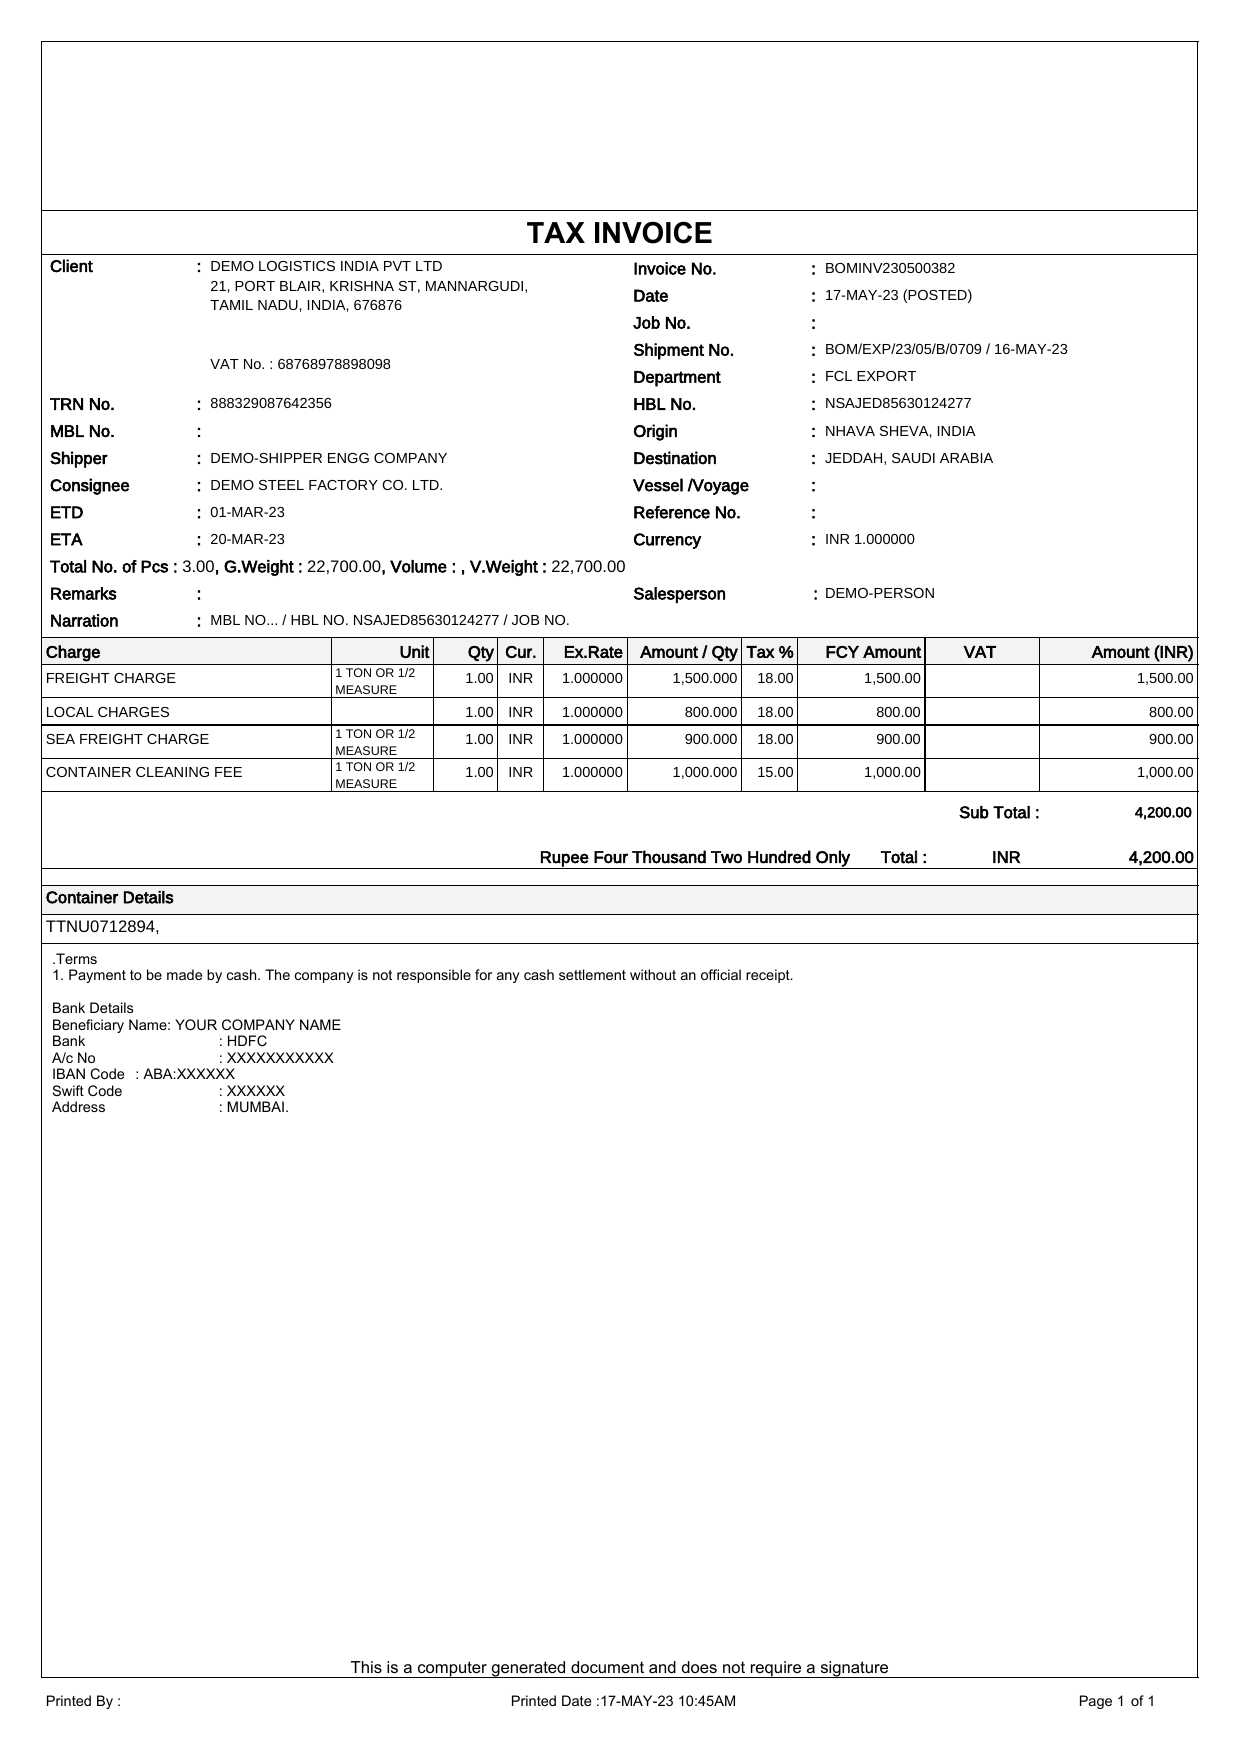 TAX INVOICE
Client : DEMO LOGISTICS INDIA PVT LTD
21, PORT BLAIR, KRISHNA ST, MANNARGUDI,
TAMIL NADU, INDIA, 676876
VAT No. : 68768978898098
TRN No. : 888329087642356
MBL No. :
Shipper : DEMO-SHIPPER ENGG COMPANY
Consignee : DEMO STEEL FACTORY CO. LTD.
ETD : 01-MAR-23
ETA : 20-MAR-23
Invoice No. : BOMINV230500382
Date : 17-MAY-23 (POSTED)
Job No. :
Shipment No. : BOM/EXP/23/05/B/0709 / 16-MAY-23
Department : FCL EXPORT
HBL No. : NSAJED85630124277
Origin : NHAVA SHEVA, INDIA
Destination : JEDDAH, SAUDI ARABIA
Vessel /Voyage :
Reference No. :
Currency : INR 1.000000
Total No. of Pcs : 3.00, G.Weight : 22,700.00, Volume : , V.Weight : 22,700.00
Remarks :
Salesperson : DEMO-PERSON
Narration : MBL NO... / HBL NO. NSAJED85630124277 / JOB NO.
Charge Unit Qty Cur. Ex.Rate Amount / Qty Tax % FCY Amount VAT Amount (INR)
FREIGHT CHARGE 1 TON OR 1/2 MEASURE 1.00 INR 1.000000 1,500.000 18.00 1,500.00 1,500.00
LOCAL CHARGES 1.00 INR 1.000000 800.000 18.00 800.00 800.00
SEA FREIGHT CHARGE 1 TON OR 1/2 MEASURE 1.00 INR 1.000000 900.000 18.00 900.00 900.00
CONTAINER CLEANING FEE 1 TON OR 1/2 MEASURE 1.00 INR 1.000000 1,000.000 15.00 1,000.00 1,000.00
Sub Total : 4,200.00
Rupee Four Thousand Two Hundred Only Total : INR 4,200.00
Container Details
TTNU0712894,
.Terms
1. Payment to be made by cash. The company is not responsible for any cash settlement without an official receipt.
Bank Details
Beneficiary Name: YOUR COMPANY NAME
Bank : HDFC
A/c No : XXXXXXXXXXX
IBAN Code : ABA:XXXXXX
Swift Code : XXXXXX
Address : MUMBAI.
This is a computer generated document and does not require a signature
Printed By : Printed Date :17-MAY-23 10:45AM Page 1 of 1